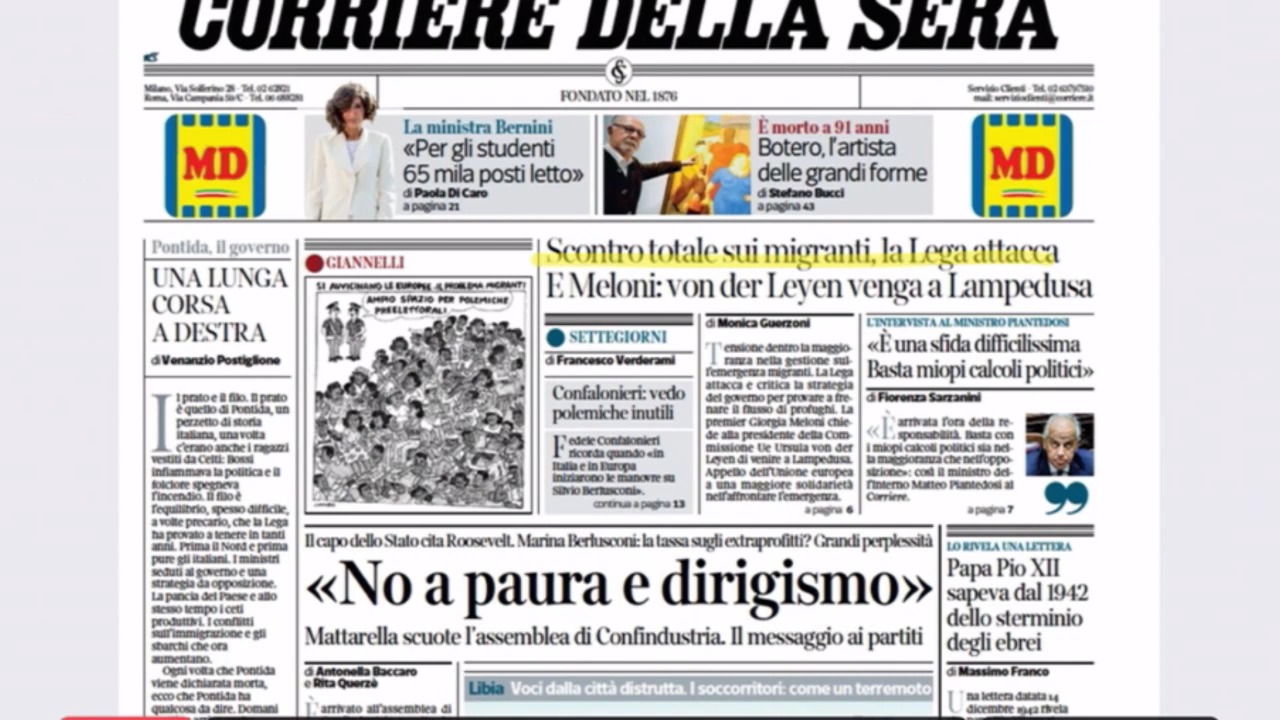 CORRIERE DELLA SERA
Milano, Via Solferino 28 - Tel. 02 62821
Roma, Via Campania 59/C - Tel. 06 688281
FONDATO NEL 1876
Servizio Clienti - Tel. 02 63797510
mail: servizioclienti@corriere.it
MD
La ministra Bernini
«Per gli studenti
65 mila posti letto»
di Paola Di Caro
a pagina 21
È morto a 91 anni
Botero, l'artista
delle grandi forme
di Stefano Bucci
a pagina 43
MD
Pontida, il governo
UNA LUNGA
CORSA
A DESTRA
di Venanzio Postiglione
Il prato e il filo. Il prato
è quello di Pontida, un
pezzetto di storia
italiana, una volta
c'erano anche i ragazzi
vestiti da Celti: Bossi
infiammava la politica e il
folclore spegneva
l'incendio. Il filo è
l'equilibrio, spesso difficile,
a volte precario, che la Lega
ha provato a tenere in tanti
anni. Prima il Nord e prima
pure gli italiani. I ministri
seduti al governo e una
strategia da opposizione.
La pancia del Paese e allo
stesso tempo i ceti
produttivi. I conflitti
sull'immigrazione e gli
sbarchi che ora
aumentano.
Ogni volta che Pontida
viene dichiarata morta,
ecco che Pontida ha
qualcosa da dire. Domani
GIANNELLI
SI AVVICINANO LE EUROPEE IL PROBLEMA MIGRANTI
AMPIO SPAZIO PER POLEMICHE
PREELETTORALI
Scontro totale sui migranti, la Lega attacca
E Meloni: von der Leyen venga a Lampedusa
SETTEGIORNI
di Francesco Verderami
Confalonieri: vedo
polemiche inutili
Fedele Confalonieri
ricorda quando «in
Italia e in Europa
iniziarono le manovre su
Silvio Berlusconi».
continua a pagina 13
di Monica Guerzoni
Tensione dentro la maggio-
ranza nella gestione sul-
l'emergenza migranti. La Lega
attacca e critica la strategia
del governo per provare a fre-
nare il flusso di profughi. La
premier Giorgia Meloni chie-
de alla presidente della Com-
missione Ue Ursula von der
Leyen di venire a Lampedusa.
Appello dell'Unione europea
a una maggiore solidarietà
nell'affrontare l'emergenza.
a pagina 6
L'INTERVISTA AL MINISTRO PIANTEDOSI
«È una sfida difficilissima
Basta miopi calcoli politici»
di Fiorenza Sarzanini
«È arrivata l'ora della re-
sponsabilità. Basta con
i miopi calcoli politici sia nel-
la maggioranza che nell'oppo-
sizione»: così il ministro del-
l'Interno Matteo Piantedosi al
Corriere.
a pagina 7
Il capo dello Stato cita Roosevelt. Marina Berlusconi: la tassa sugli extraprofitti? Grandi perplessità
«No a paura e dirigismo»
Mattarella scuote l'assemblea di Confindustria. Il messaggio ai partiti
di Antonella Baccaro
e Rita Querzè
È arrivato all'assemblea di
Libia Voci dalla città distrutta. I soccorritori: come un terremoto
LO RIVELA UNA LETTERA
Papa Pio XII
sapeva dal 1942
dello sterminio
degli ebrei
di Massimo Franco
Una lettera datata 14
dicembre 1942 rivela